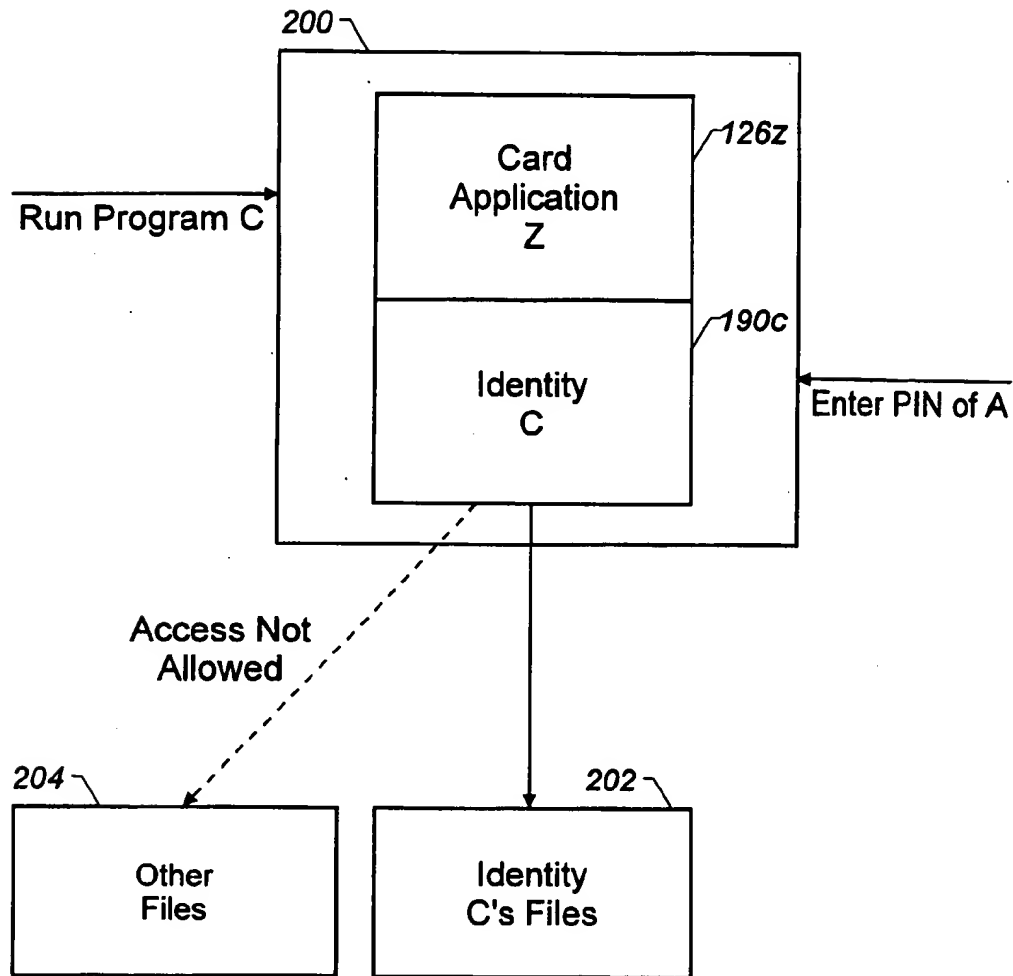 200
126z
Card
Application
Z
Run Program C
190c
Identity
C
Enter PIN of A
Access Not
Allowed
204
202
Other
Files
Identity
C's Files